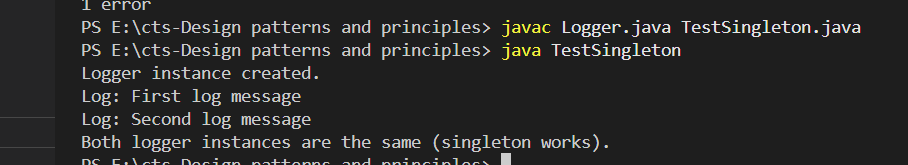 1 error
PS E:\cts-Design patterns and principles> javac Logger.java TestSingleton.java
PS E:\cts-Design patterns and principles> java TestSingleton
Logger instance created.
Log: First log message
Log: Second log message
Both logger instances are the same (singleton works).
PS E:\cts-Design patterns and principles>